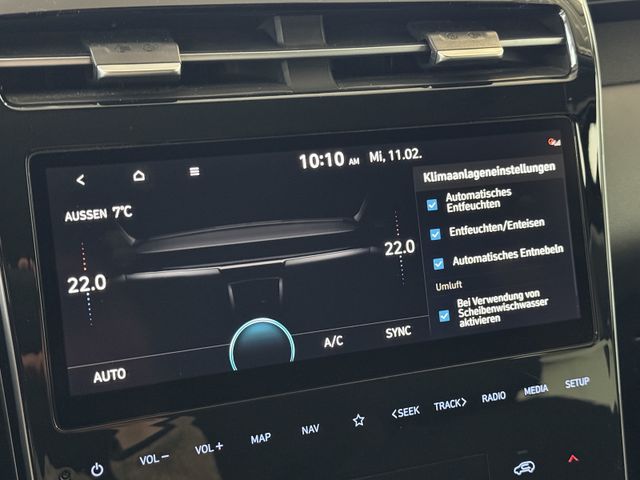 10:10 AM Mi, 11.02.
AUSSEN 7°C
22.0
22.0
AUTO
A/C
SYNC
Klimaanlageneinstellungen
Automatisches
Entfeuchten
Entfeuchten/Enteisen
Automatisches Entnebeln
Umluft
Bei Verwendung von
Scheibenwischwasser
aktivieren
VOL −
VOL +
MAP
NAV
<SEEK
TRACK>
RADIO
MEDIA
SETUP